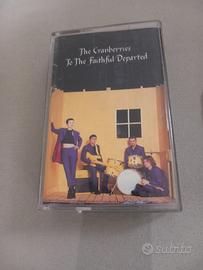 The Cranberries
To The Faithful Departed
subito